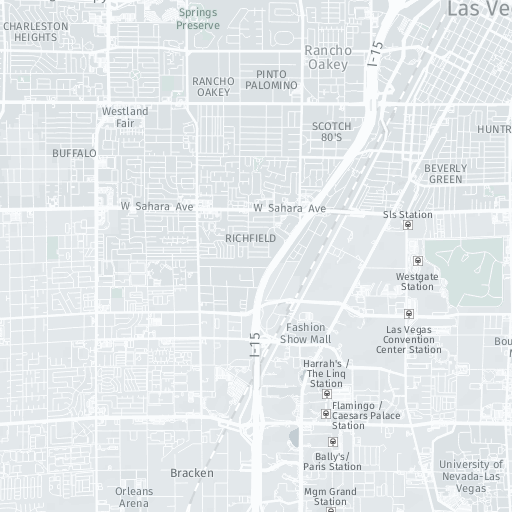 Springs
Preserve
Las Ve
CHARLESTON
HEIGHTS
Rancho
Oakey
I-15
RANCHO
OAKEY
PINTO
PALOMINO
Westland
Fair
SCOTCH
80'S
HUNTR
BUFFALO
BEVERLY
GREEN
W Sahara Ave
W Sahara Ave
Sls Station
RICHFIELD
Westgate
Station
Las Vegas
Convention
Center Station
Fashion
Show Mall
I-15
Bou
M
Harrah's /
The Linq
Station
Flamingo /
Caesars Palace
Station
Bally's/
Paris Station
Bracken
University of
Nevada-Las
Vegas
Orleans
Arena
Mgm Grand
Station